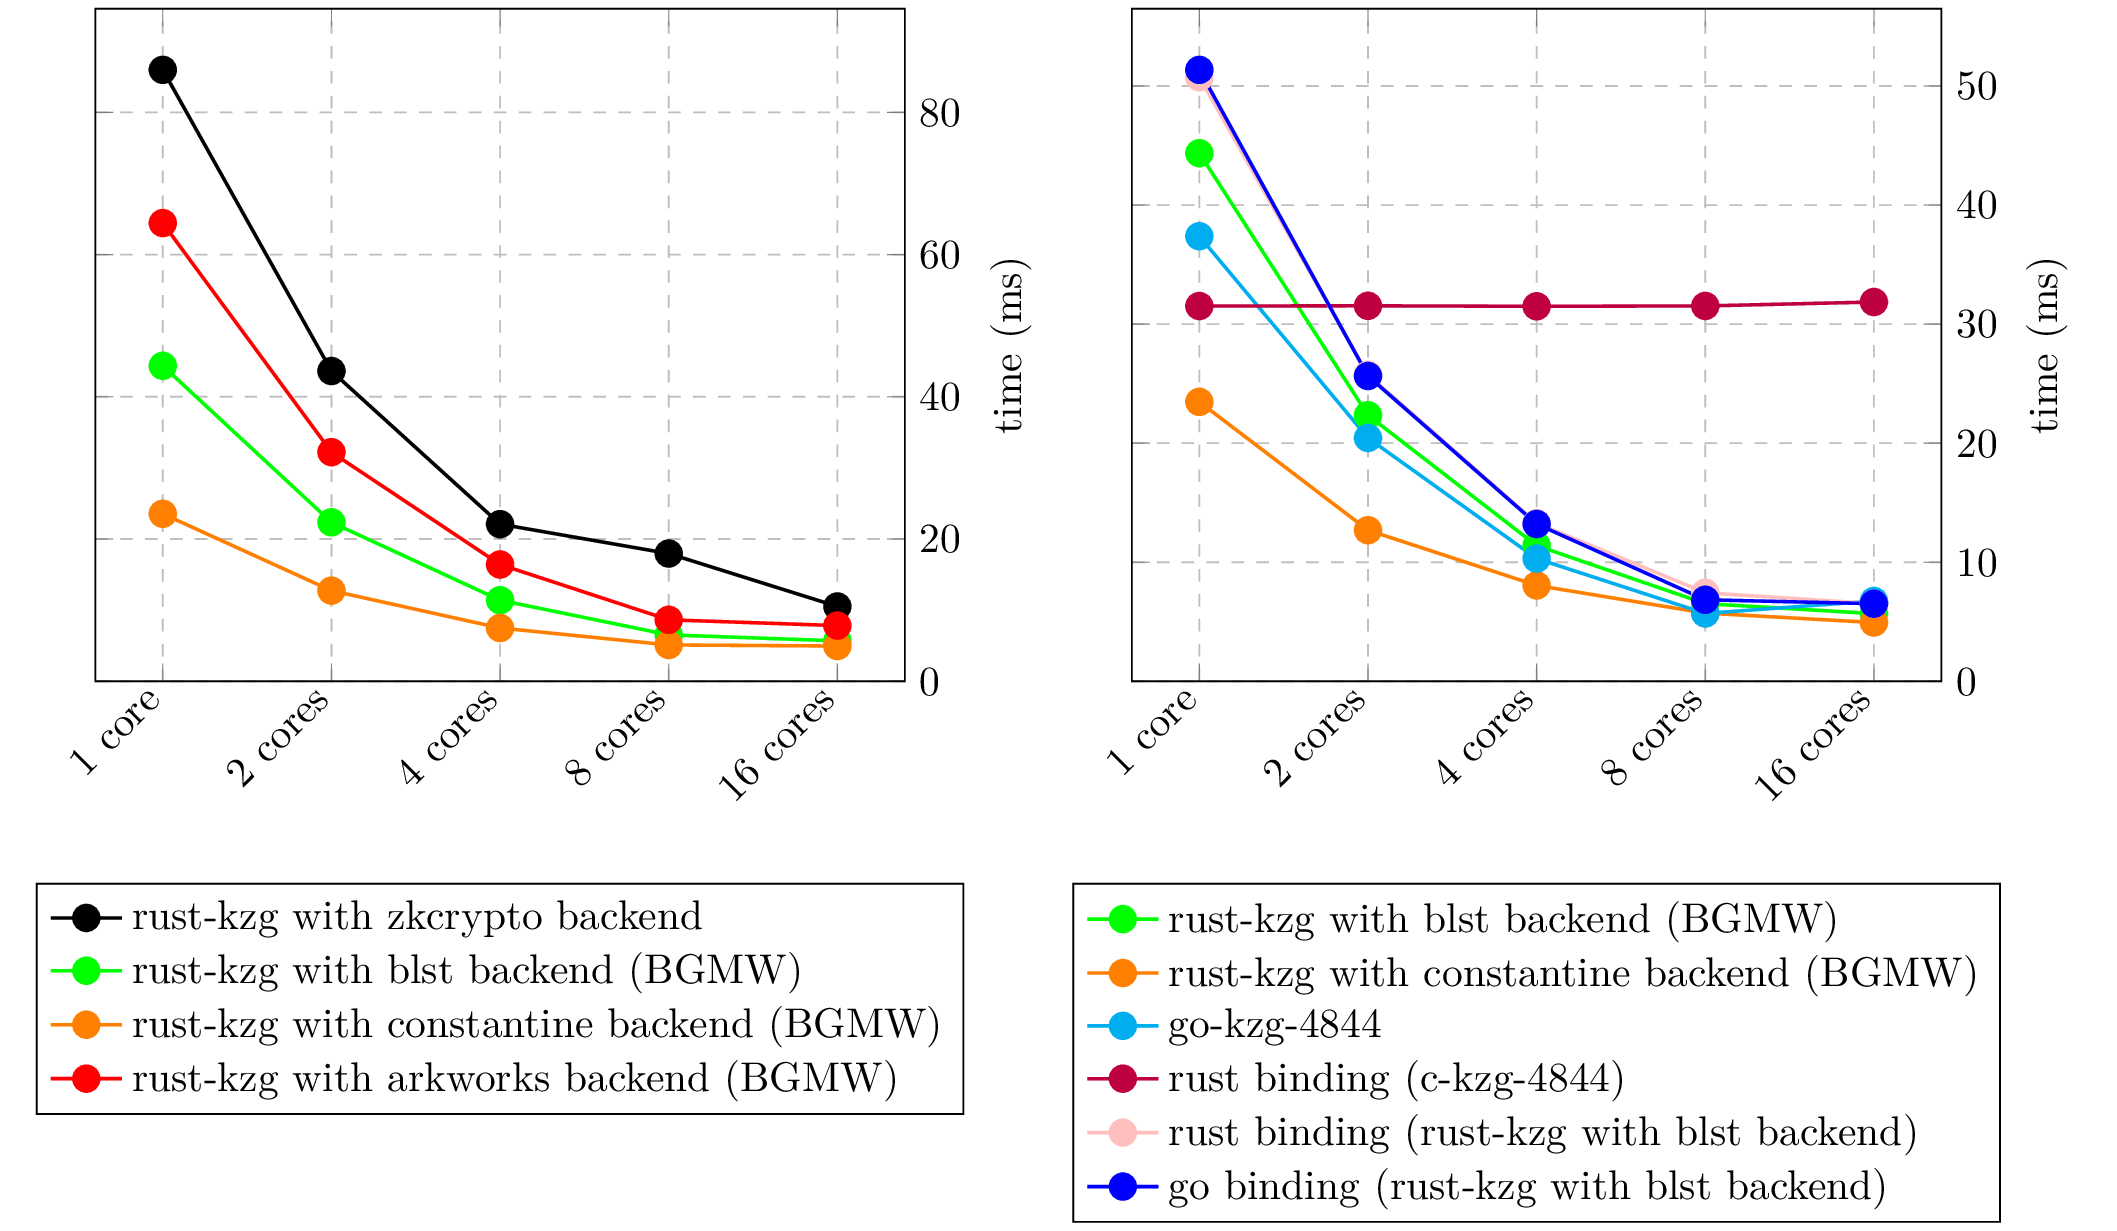 80
60
40
20
0
time (ms)
1 core
2 cores
4 cores
8 cores
16 cores
rust-kzg with zkcrypto backend
rust-kzg with blst backend (BGMW)
rust-kzg with constantine backend (BGMW)
rust-kzg with arkworks backend (BGMW)
50
40
30
20
10
0
time (ms)
1 core
2 cores
4 cores
8 cores
16 cores
rust-kzg with blst backend (BGMW)
rust-kzg with constantine backend (BGMW)
go-kzg-4844
rust binding (c-kzg-4844)
rust binding (rust-kzg with blst backend)
go binding (rust-kzg with blst backend)